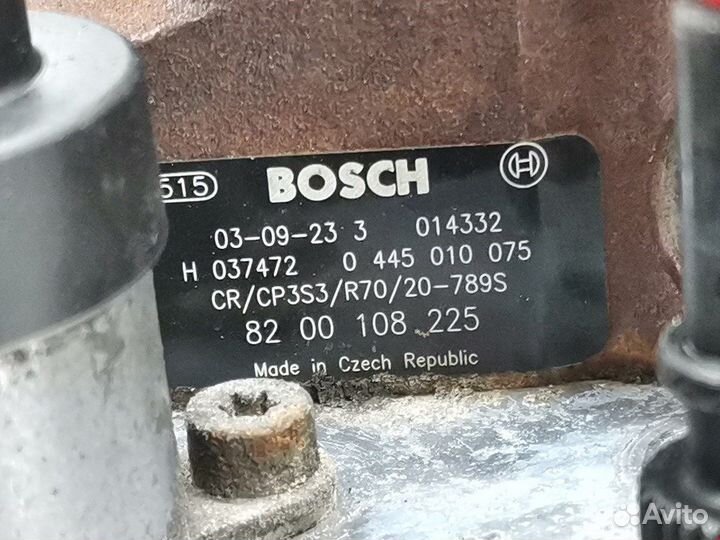 515 BOSCH
03-09-23 3 014332
H 037472 0 445 010 075
CR/CP3S3/R70/20-789S
82 00 108 225
Made in Czech Republic
Avito